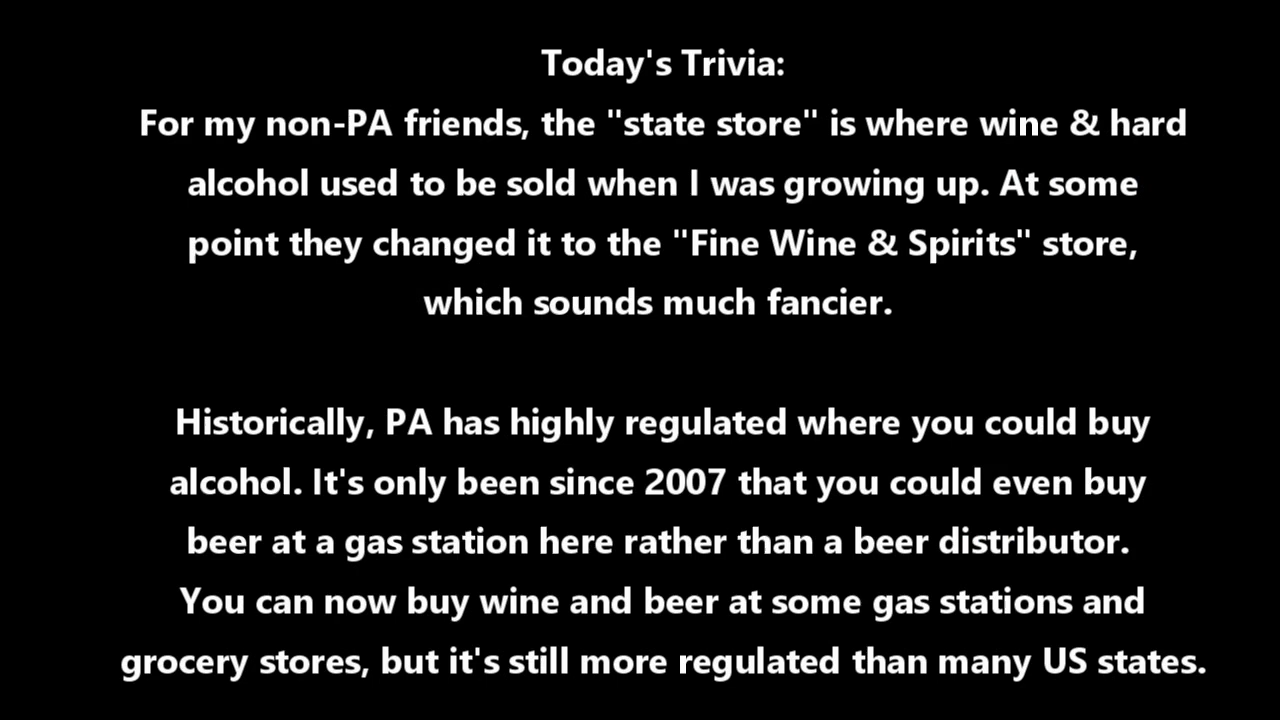 Today's Trivia:
For my non-PA friends, the "state store" is where wine & hard
alcohol used to be sold when I was growing up. At some
point they changed it to the "Fine Wine & Spirits" store,
which sounds much fancier.
Historically, PA has highly regulated where you could buy
alcohol. It's only been since 2007 that you could even buy
beer at a gas station here rather than a beer distributor.
You can now buy wine and beer at some gas stations and
grocery stores, but it's still more regulated than many US states.